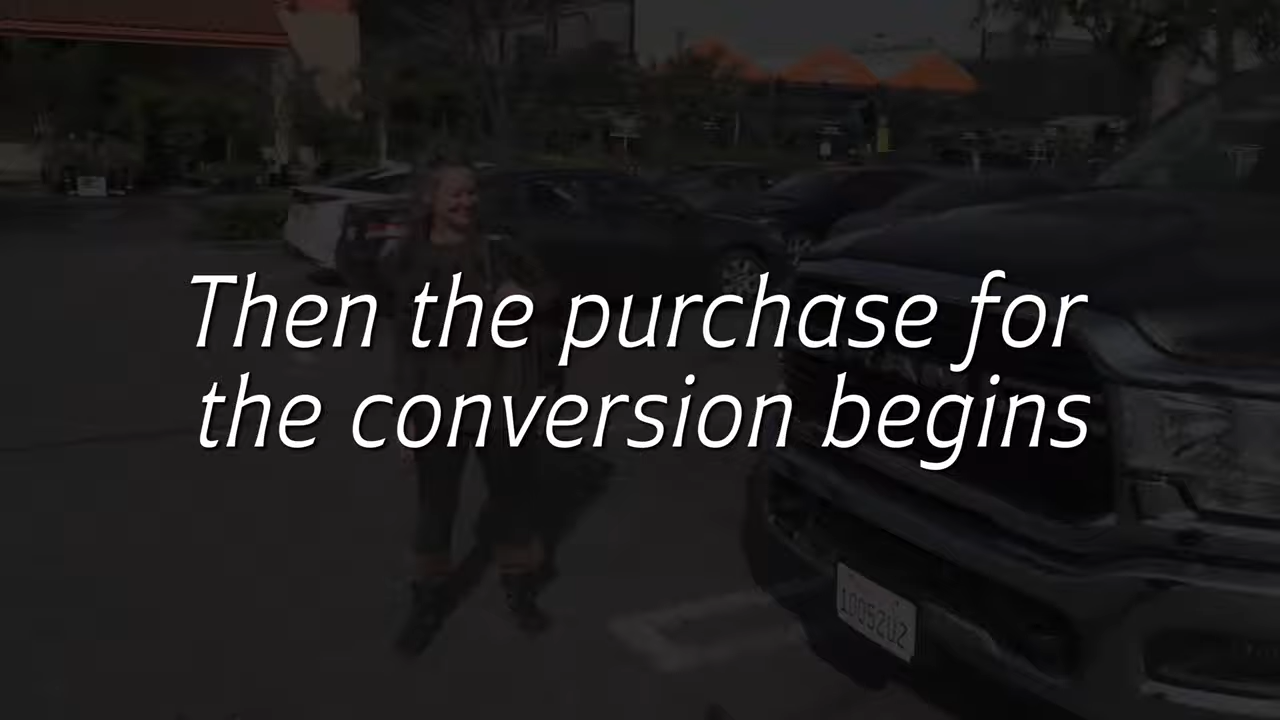 Then the purchase for
the conversion begins